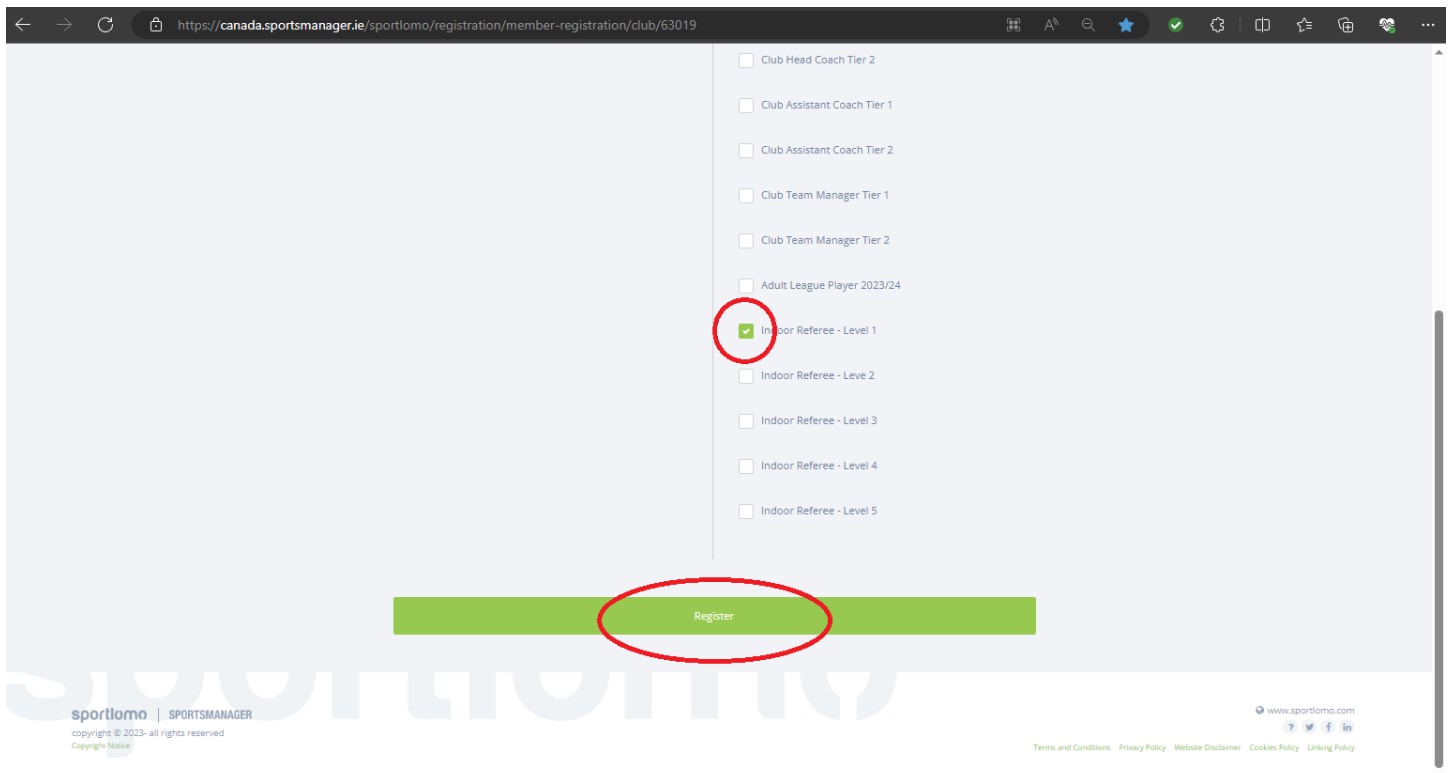 https://canada.sportsmanager.ie/sportlomo/registration/member-registration/club/63019
Club Head Coach Tier 2
Club Assistant Coach Tier 1
Club Assistant Coach Tier 2
Club Team Manager Tier 1
Club Team Manager Tier 2
Adult League Player 2023/24
Indoor Referee - Level 1
Indoor Referee - Leve 2
Indoor Referee - Level 3
Indoor Referee - Level 4
Indoor Referee - Level 5
Register
sportlomo
sportlomo | SPORTSMANAGER
copyright © 2023- all rights reserved
Copyright Notice
www.sportlomo.com
Terms and Conditions Privacy Policy Website Disclaimer Cookies Policy Linking Policy